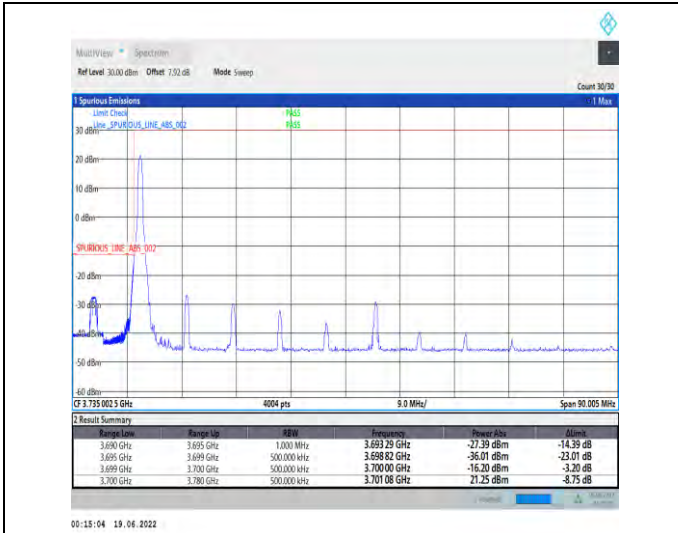 MultiView Spectrum
Ref Level 30.00 dBm Offset 7.92 dB Mode Sweep
Count 30/30
1 Spurious Emissions 1 Max
Limit Check PASS
Line _SPURIOUS_LINE_ABS_002 PASS
30 dBm
20 dBm
10 dBm
0 dBm
SPURIOUS_LINE_ABS_002
-20 dBm
-30 dBm
-40 dBm
-50 dBm
-60 dBm
CF 3.735 002 5 GHz 4004 pts 9.0 MHz/ Span 90.005 MHz
2 Result Summary
Range Low Range Up RBW Frequency Power Abs ΔLimit
3.690 GHz 3.695 GHz 1.000 MHz 3.693 29 GHz -27.39 dBm -14.39 dB
3.695 GHz 3.699 GHz 500.000 kHz 3.698 82 GHz -36.01 dBm -23.01 dB
3.699 GHz 3.700 GHz 500.000 kHz 3.700 00 GHz -16.20 dBm -3.20 dB
3.700 GHz 3.780 GHz 500.000 kHz 3.701 08 GHz 21.25 dBm -8.75 dB
00:15:04 19.06.2022